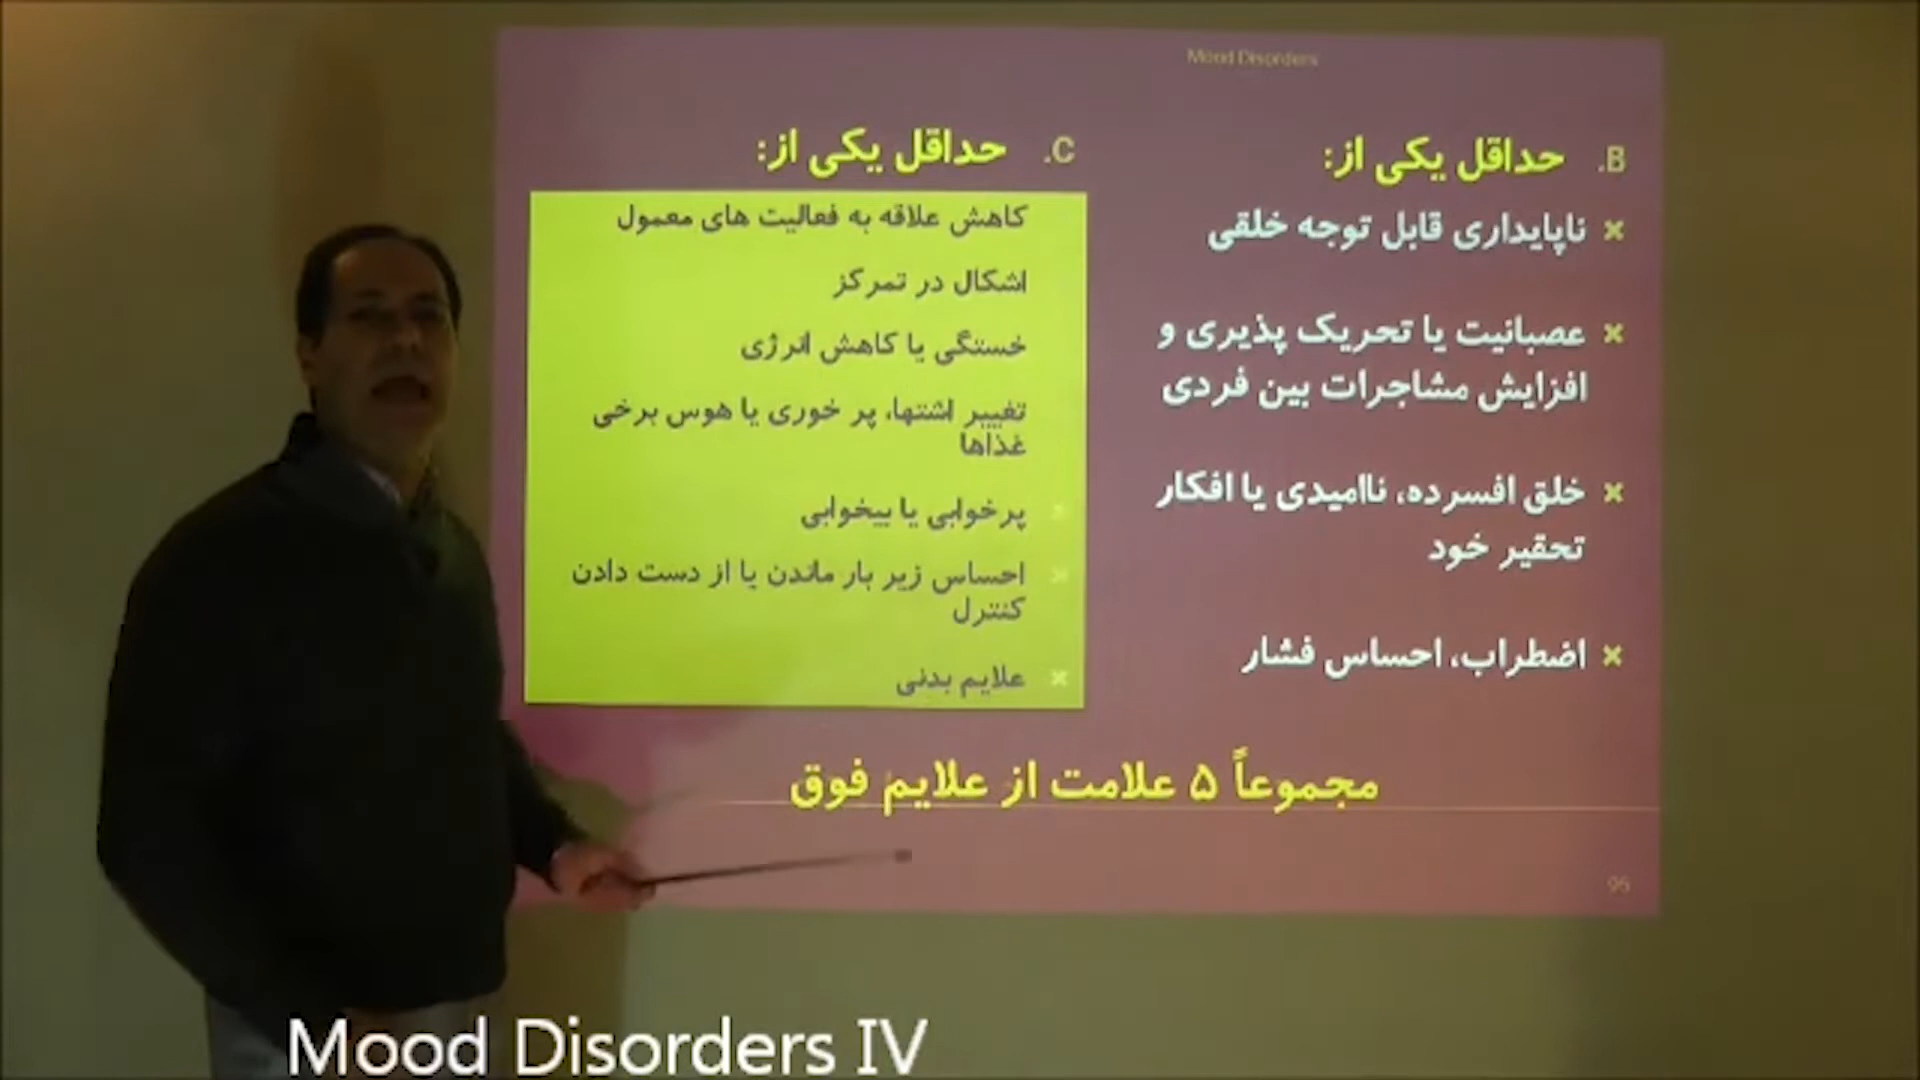 Mood Disorders
B. حداقل یکی از:
ناپایداری قابل توجه خلقی
عصبانیت یا تحریک پذیری و
افزایش مشاجرات بین فردی
خلق افسرده، ناامیدی یا افکار
تحقیر خود
اضطراب، احساس فشار
C. حداقل یکی از:
کاهش علاقه به فعالیت های معمول
اشکال در تمرکز
خستگی یا کاهش انرژی
تغییر اشتها، پر خوری یا هوس برخی
غذاها
پرخوابی یا بیخوابی
احساس زیر بار ماندن یا از دست دادن
کنترل
علایم بدنی
مجموعاً ۵ علامت از علایم فوق
Mood Disorders IV